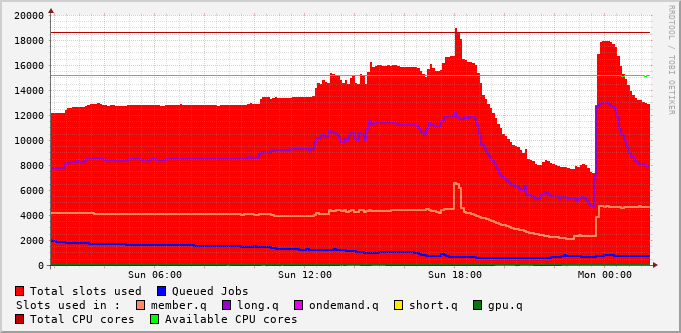 RRDTOOL / TOBI OETIKER
20000
18000
16000
14000
12000
10000
8000
6000
4000
2000
0
Sun 06:00 Sun 12:00 Sun 18:00 Mon 00:00
Total slots used Queued Jobs
Slots used in : member.q long.q ondemand.q short.q gpu.q
Total CPU cores Available CPU cores